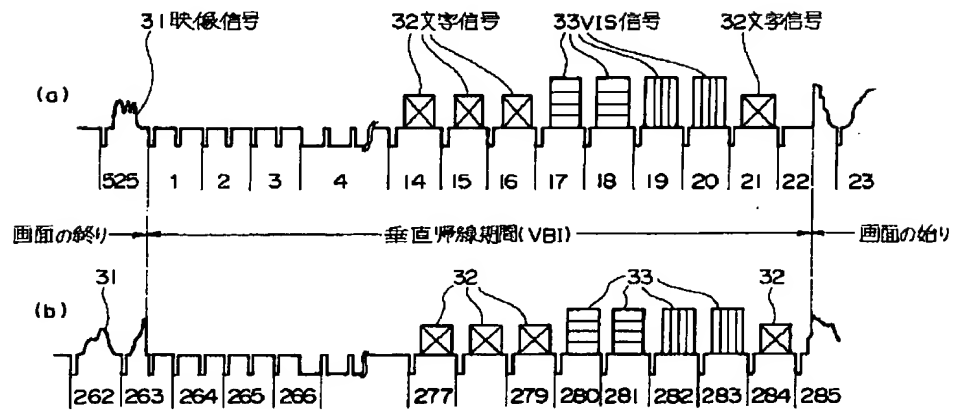 31映像信号 32文字信号 33VIS信号 32文字信号
(a)
525 1 2 3 4 14 15 16 17 18 19 20 21 22 23
画面の終り 垂直帰線期間(VBI) 画面の始り
31 32 33 32
(b)
262 263 264 265 266 277 279 280 281 282 283 284 285